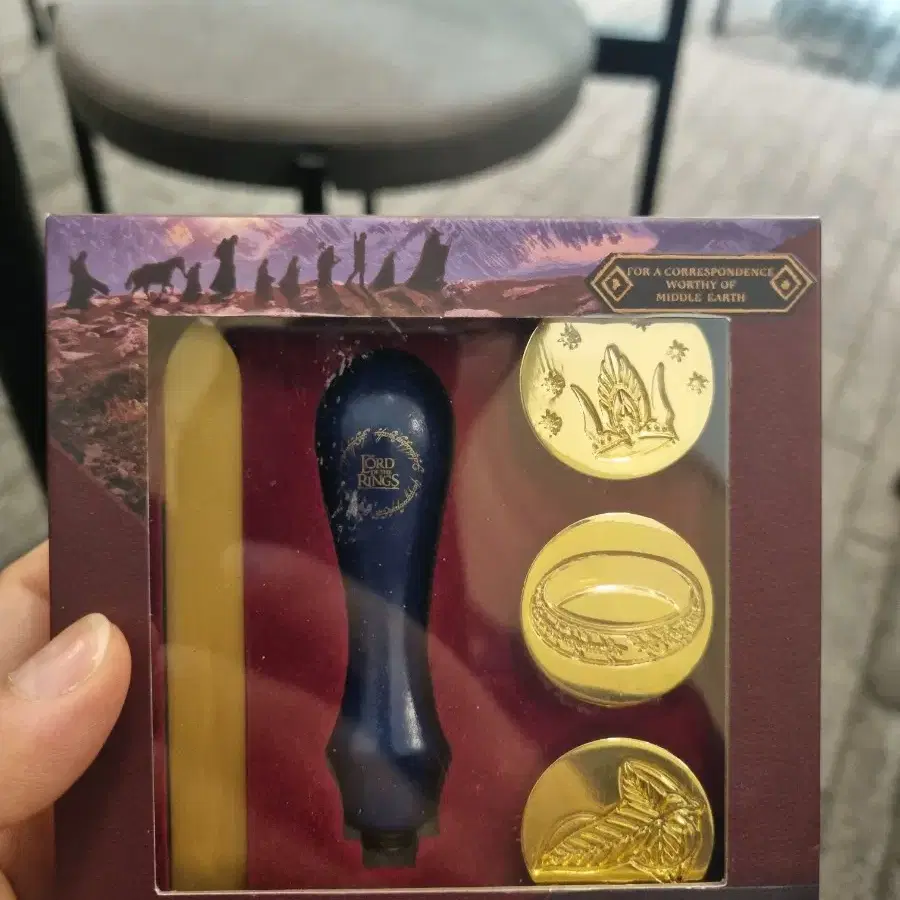 FOR A CORRESPONDENCE
WORTHY OF
MIDDLE EARTH
THE
LORD
OF THE
RINGS